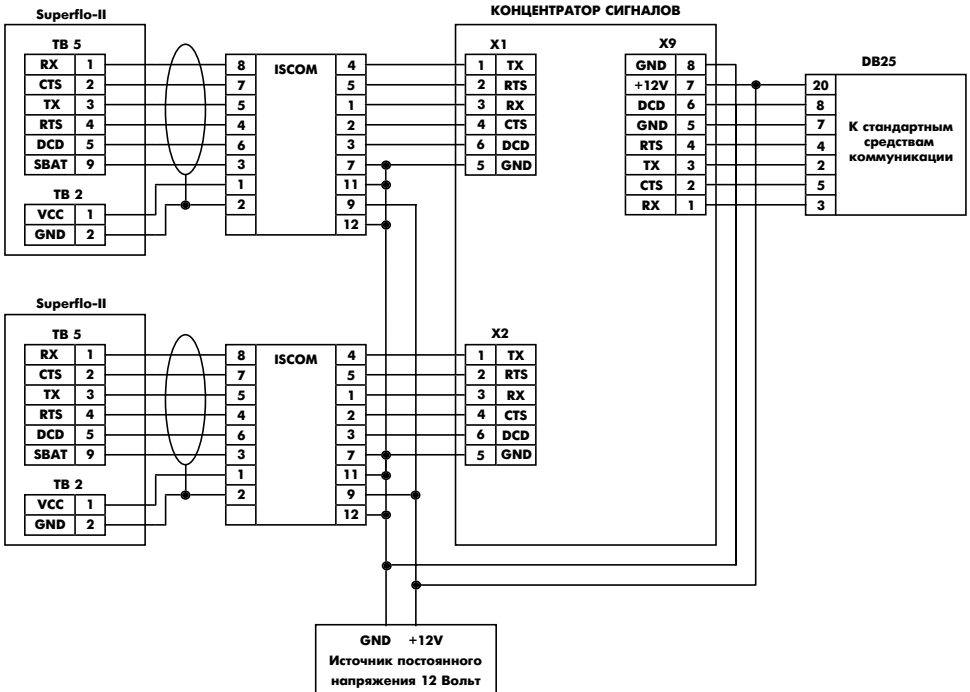 КОНЦЕНТРАТОР СИГНАЛОВ
Superflo-II
TB 5
RX 1
CTS 2
TX 3
RTS 4
DCD 5
SBAT 9
TB 2
VCC 1
GND 2
8 ISCOM 4
7 5
5 1
4 2
6 3
3 7
1 11
2 9
12
X1
1 TX
2 RTS
3 RX
4 CTS
6 DCD
5 GND
X9
GND 8
+12V 7
DCD 6
GND 5
RTS 4
TX 3
CTS 2
RX 1
DB25
20
8
7
4
2
5
3
К стандартным
средствам
коммуникации
Superflo-II
TB 5
RX 1
CTS 2
TX 3
RTS 4
DCD 5
SBAT 9
TB 2
VCC 1
GND 2
8 ISCOM 4
7 5
5 1
4 2
6 3
3 7
1 11
2 9
12
X2
1 TX
2 RTS
3 RX
4 CTS
6 DCD
5 GND
GND +12V
Источник постоянного
напряжения 12 Вольт